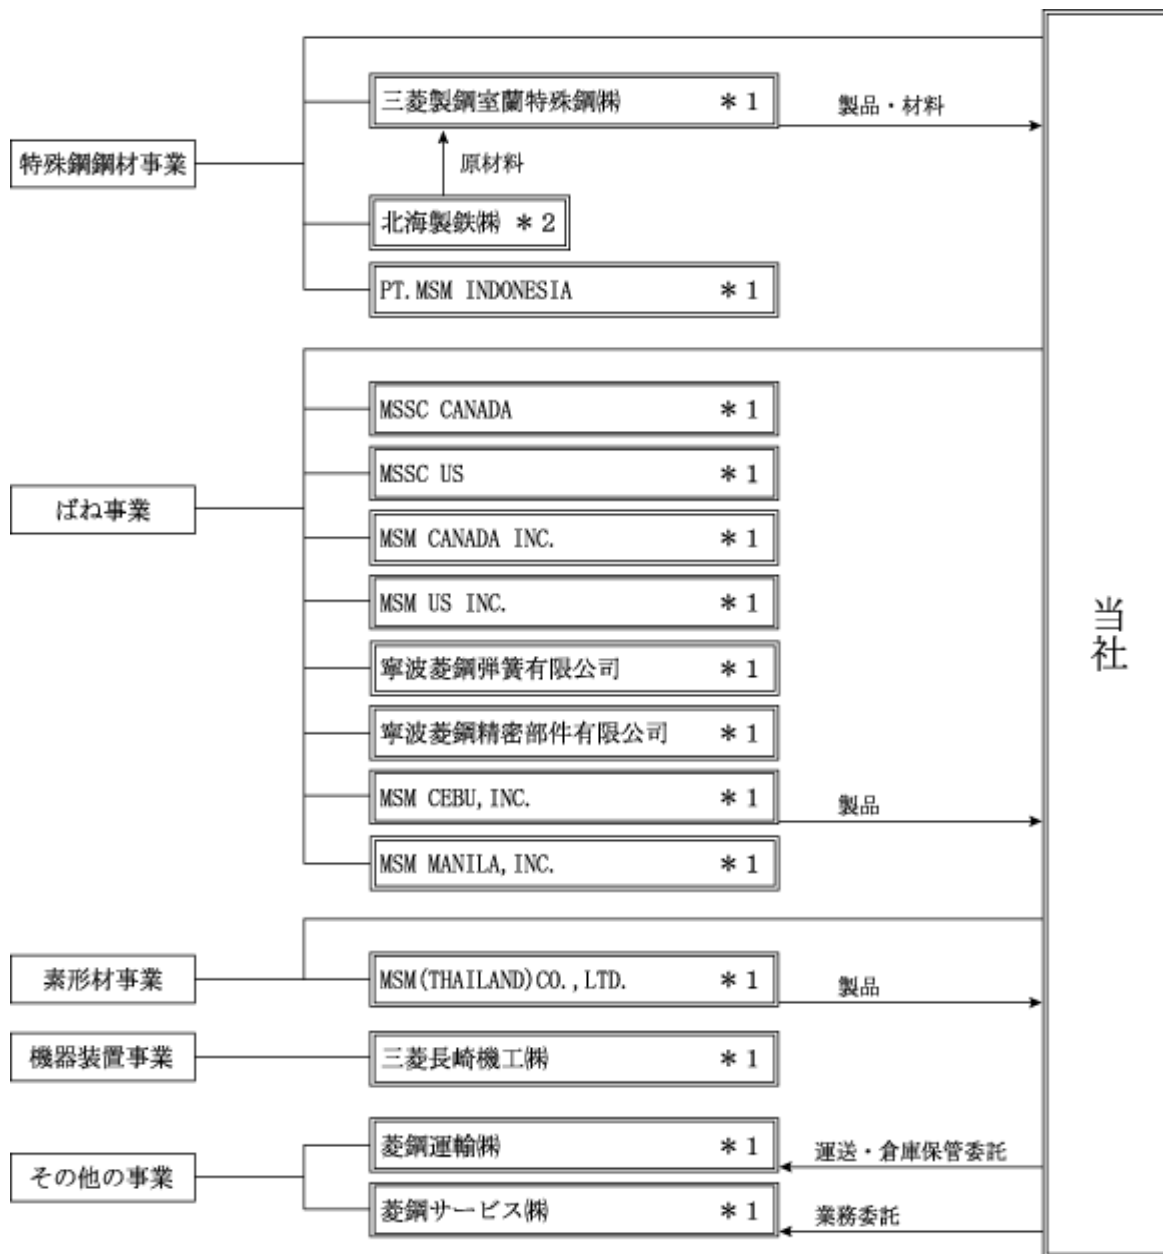 三菱製鋼室蘭特殊鋼㈱ ＊1
製品・材料
特殊鋼鋼材事業
原材料
北海製鉄㈱ ＊2
PT.MSM INDONESIA ＊1
MSSC CANADA ＊1
MSSC US ＊1
ばね事業
MSM CANADA INC. ＊1
MSM US INC. ＊1
当社
寧波菱鋼弾簧有限公司 ＊1
寧波菱鋼精密部件有限公司 ＊1
MSM CEBU,INC. ＊1
製品
MSM MANILA,INC. ＊1
素形材事業
MSM(THAILAND)CO.,LTD. ＊1
製品
機器装置事業
三菱長崎機工㈱ ＊1
菱鋼運輸㈱ ＊1
運送・倉庫保管委託
その他の事業
菱鋼サービス㈱ ＊1
業務委託